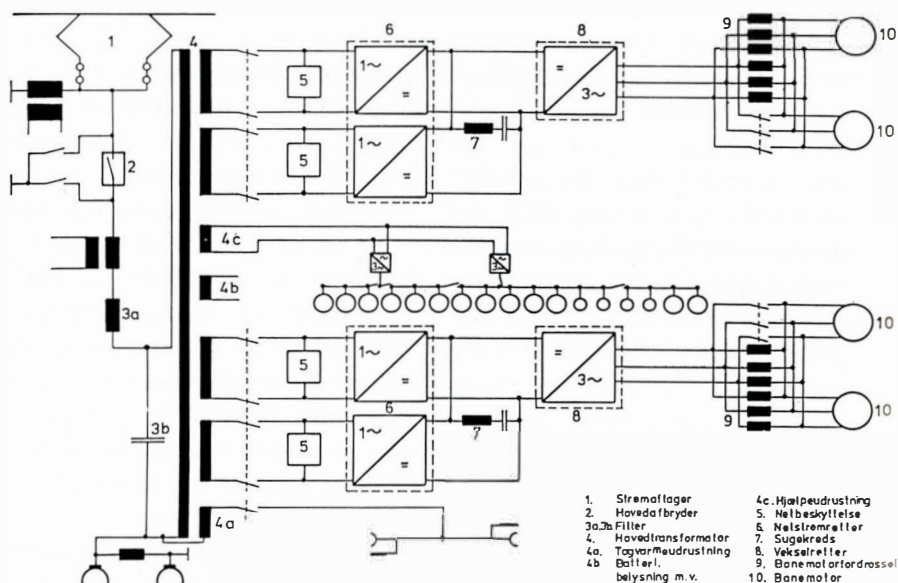 1
4
6
8
9
10
5
1~
=
=
3~
2
5
1~
=
7
10
4c
3~
3~
4b
3a
5
1~
=
=
3~
10
3b
6
8
5
1~
=
7
9
10
4a
1. Strømaftager
2. Hovedafbryder
3a,3b Filter
4. Hovedtransformator
4a. Togvarmeudrustning
4b Batteri,
belysning m.v.
4c. Hjælpeudrustning
5. Netbeskyttelse
6. Netstrømretter
7. Sugekreds
8. Vekselretter
9. Banemotorfordrossel
10. Banemotor